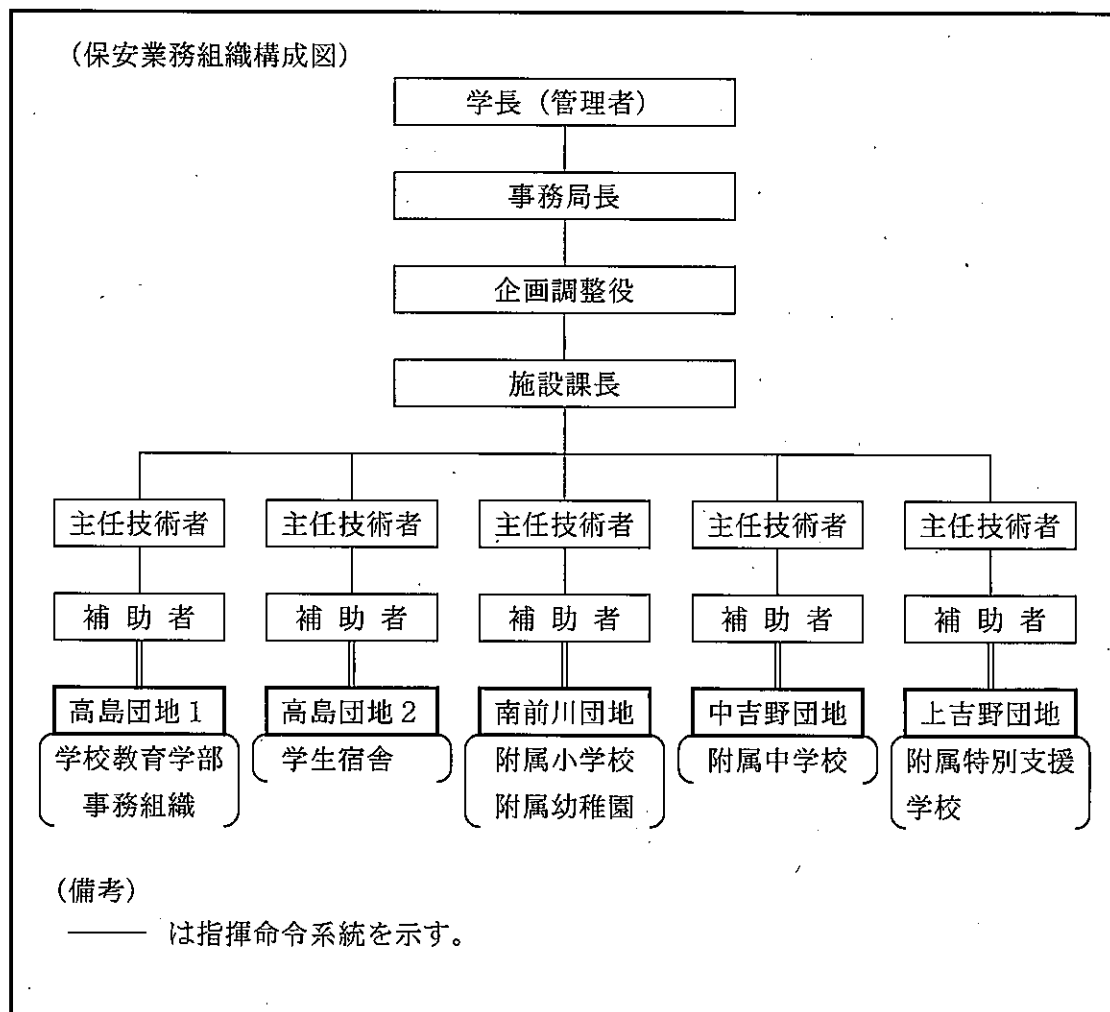 (保安業務組織構成図)
学長(管理者)
事務局長
企画調整役
施設課長
主任技術者 主任技術者 主任技術者 主任技術者 主任技術者
補助者 補助者 補助者 補助者 補助者
高島団地1 高島団地2 南前川団地 中吉野団地 上吉野団地
学校教育学部 学生宿舎 附属小学校 附属中学校 附属特別支援
事務組織 附属幼稚園 学校
(備考)
―― は指揮命令系統を示す。